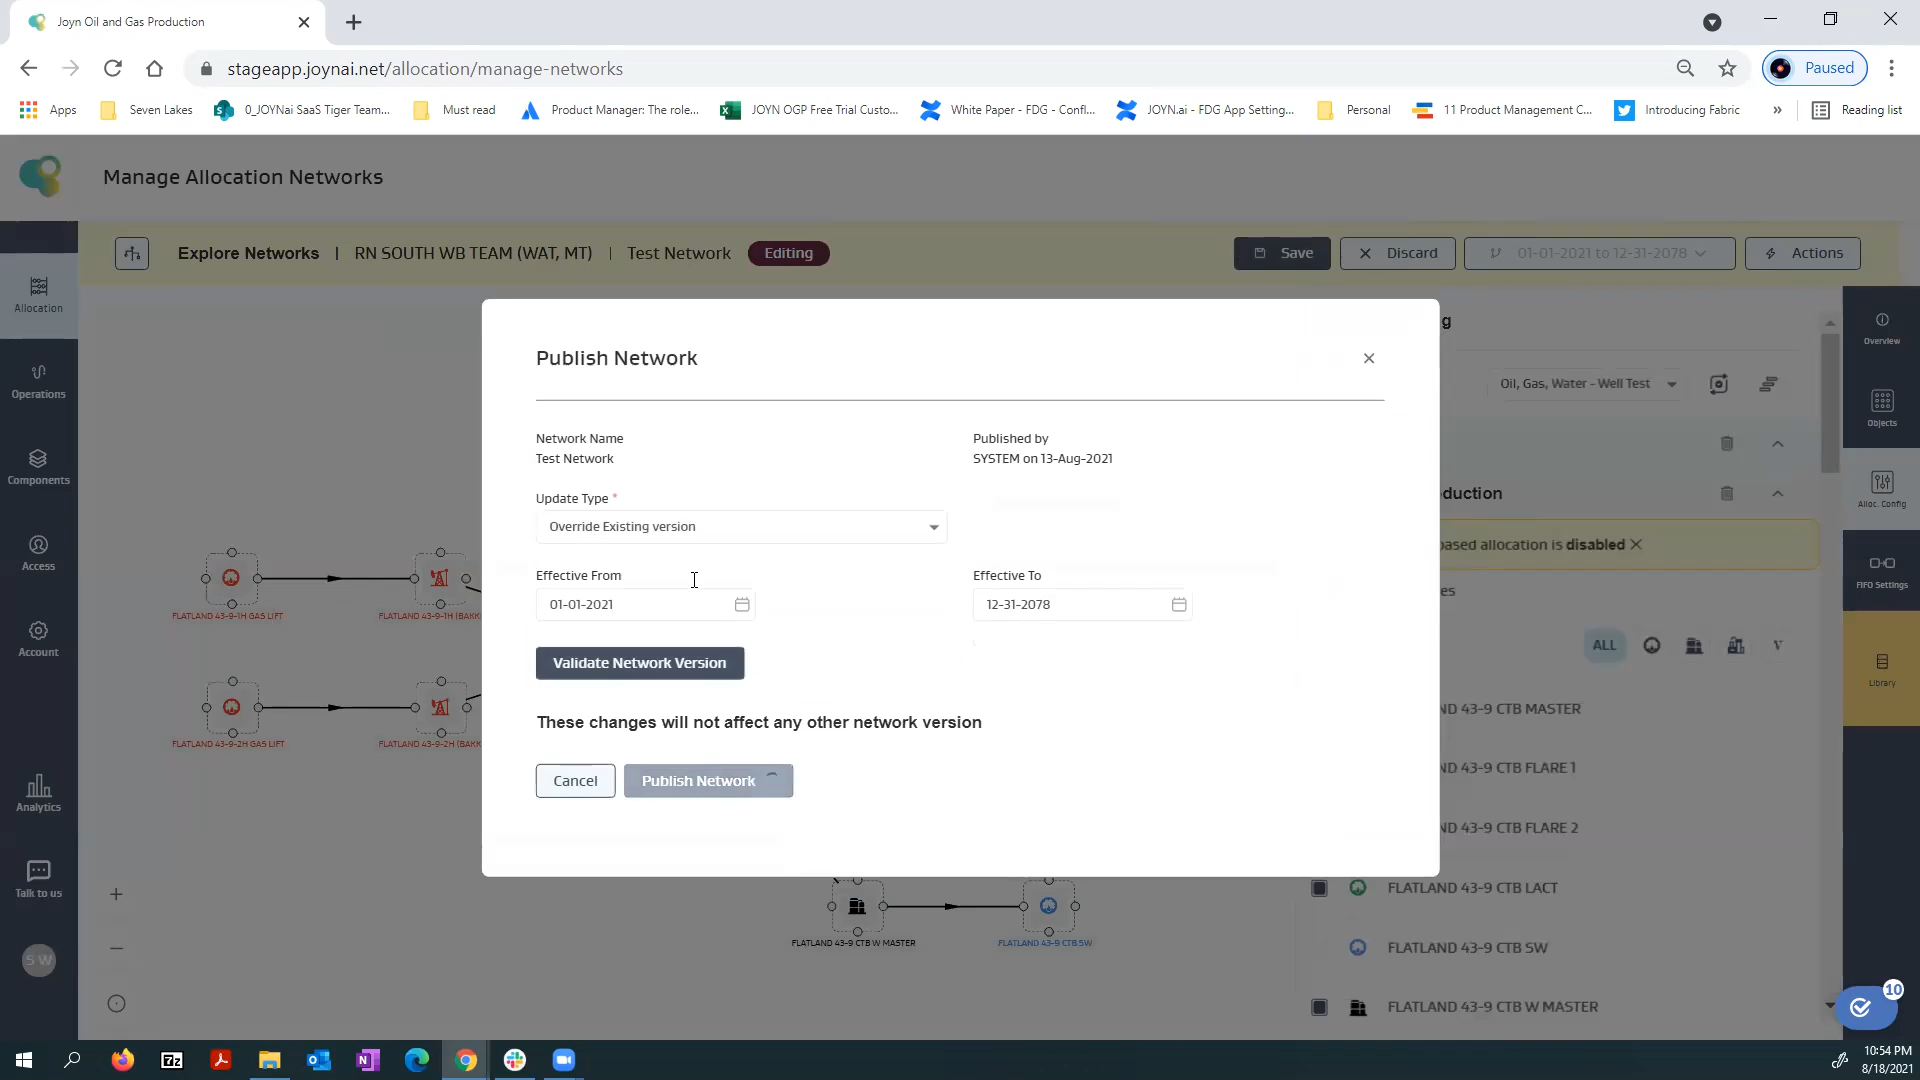 Joyn Oil and Gas Production
stageapp.joynai.net/allocation/manage-networks
Paused
Apps
Seven Lakes
0_JOYNai SaaS Tiger Team...
Must read
Product Manager: The role...
JOYN OGP Free Trial Custo...
White Paper - FDG - Confl...
JOYN.ai - FDG App Setting...
Personal
11 Product Management C...
Introducing Fabric
»
Reading list
Manage Allocation Networks
Explore Networks | RN SOUTH WB TEAM (WAT, MT) | Test Network
Editing
Save
Discard
01-01-2021 to 12-31-2078
Actions
Allocation
Operations
Components
Access
Account
Analytics
Talk to us
S W
Publish Network
Network Name
Test Network
Published by
SYSTEM on 13-Aug-2021
Update Type *
Override Existing version
Effective From
01-01-2021
Effective To
12-31-2078
Validate Network Version
These changes will not affect any other network version
Cancel
Publish Network
FLATLAND 43-9-1H GAS LIFT
FLATLAND 43-9-1H (BAKK
FLATLAND 43-9-2H GAS LIFT
FLATLAND 43-9-2H (BAKK
FLATLAND 43-9 CTB W MASTER
FLATLAND 43-9 CTB SW
g
Oil, Gas, Water - Well Test
oduction
ased allocation is disabled
es
ALL
V
ND 43-9 CTB MASTER
ND 43-9 CTB FLARE 1
ND 43-9 CTB FLARE 2
FLATLAND 43-9 CTB LACT
FLATLAND 43-9 CTB SW
FLATLAND 43-9 CTB W MASTER
Overview
Objects
Alloc. Config
FIFO Settings
Library
10
7z
10:54 PM
8/18/2021